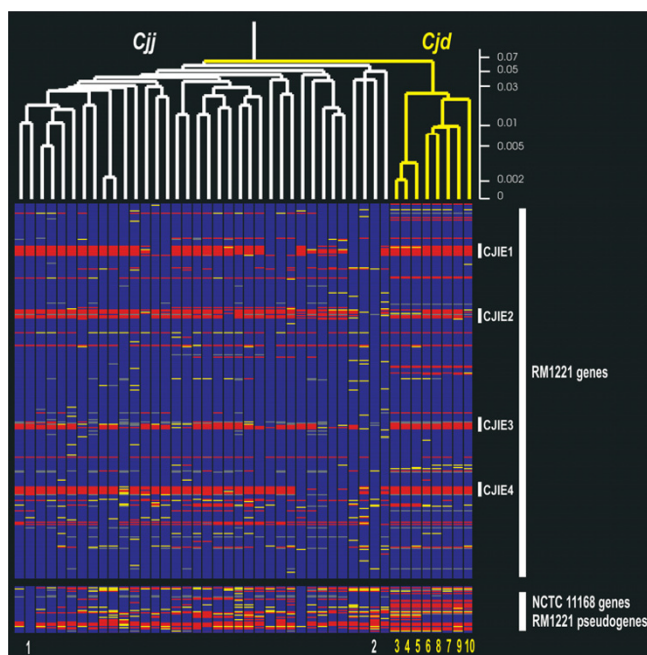 Cjj
Cjd
0.07
0.05
0.03
0.01
0.005
0.002
0
CJIE1
CJIE2
RM1221 genes
CJIE3
CJIE4
NCTC 11168 genes
RM1221 pseudogenes
1 2 3 4 5 6 8 7 9 10